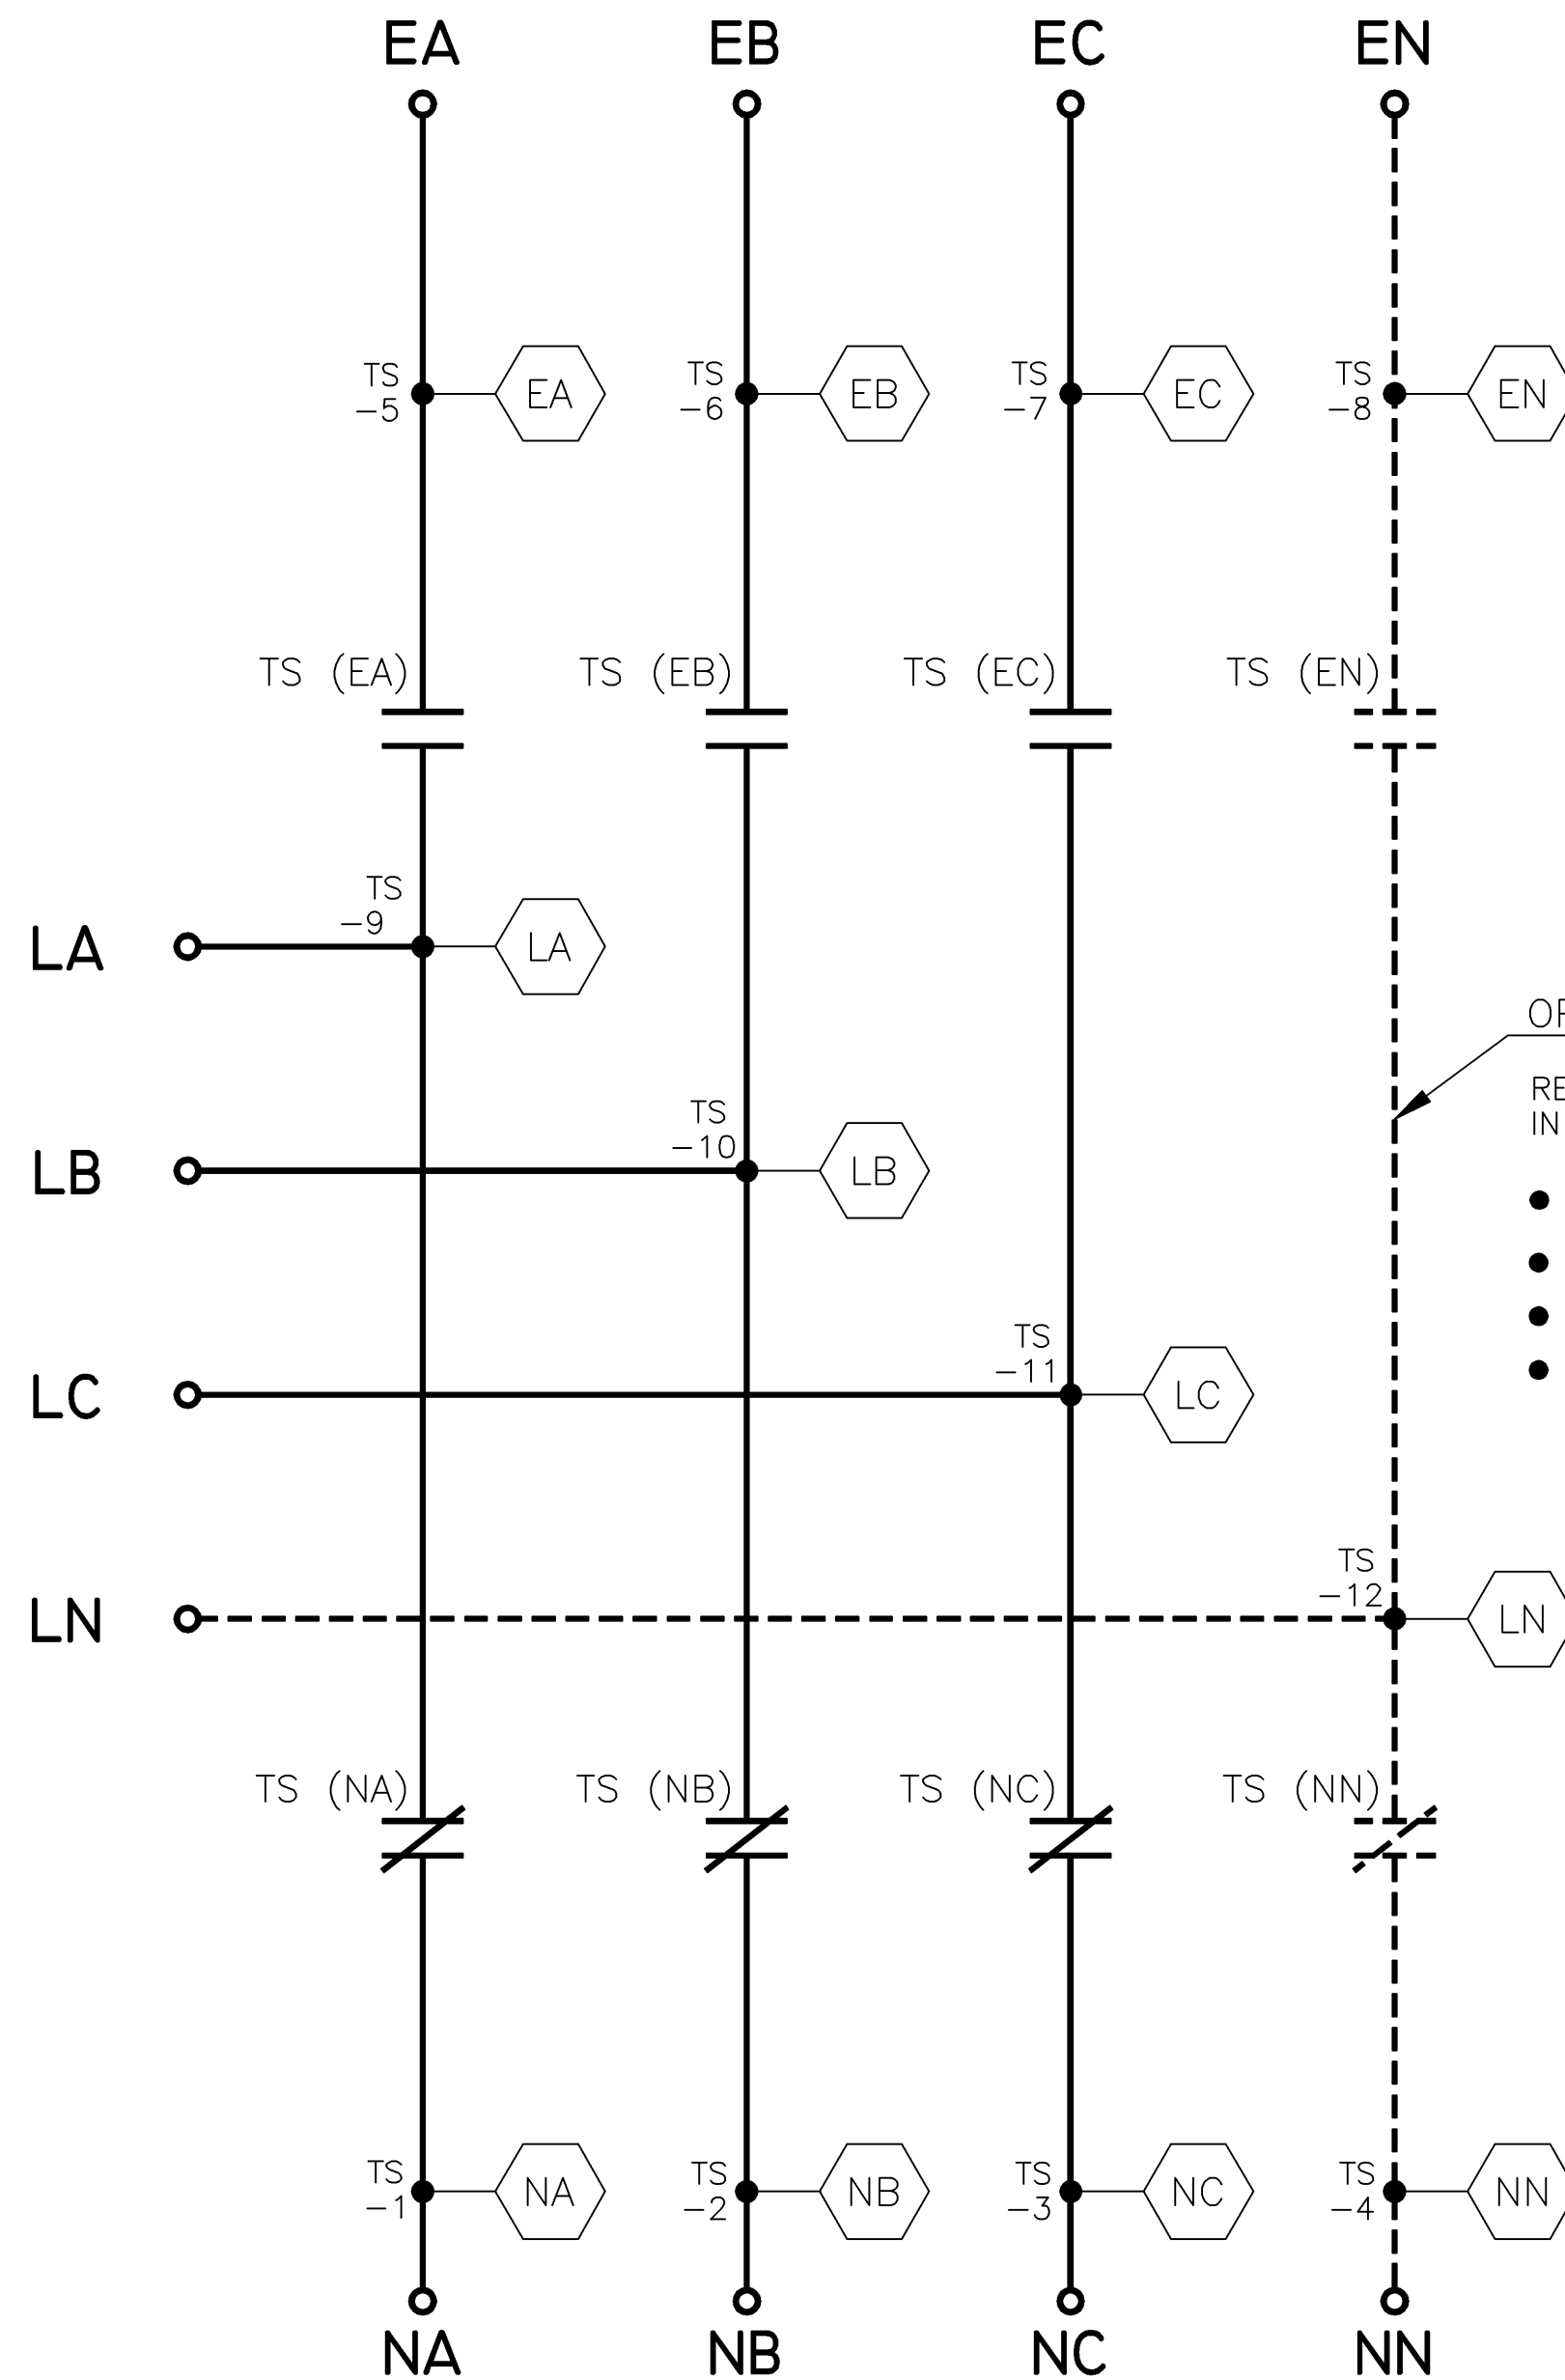 EA EB EC EN
TS TS TS TS
-5 EA -6 EB -7 EC -8 EN
TS (EA) TS (EB) TS (EC) TS (EN)
TS
-9
LA LA
TS
-10
LB LB
TS
-11
LC LC
TS
-12
LN LN
IN
TS (NA) TS (NB) TS (NC) TS (NN)
TS TS TS TS
-1 NA -2 NB -3 NC -4 NN
NA NB NC NN